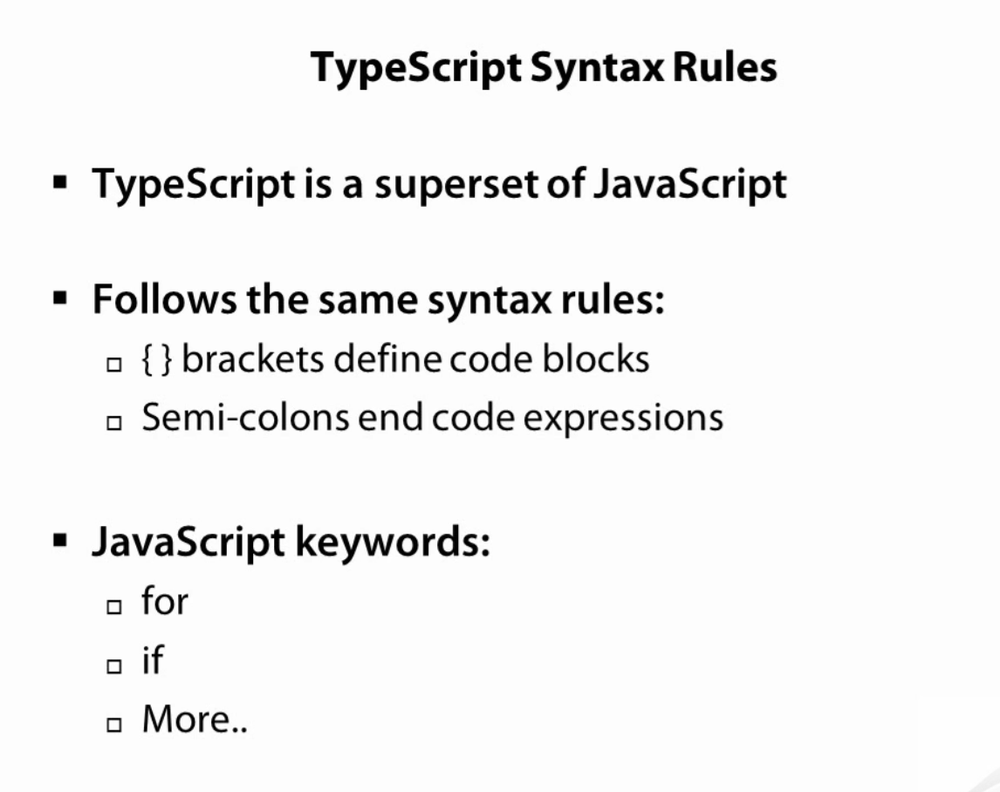 TypeScript Syntax Rules
▪ TypeScript is a superset of JavaScript
▪ Follows the same syntax rules:
▫ { } brackets define code blocks
▫ Semi-colons end code expressions
▪ JavaScript keywords:
▫ for
▫ if
▫ More..